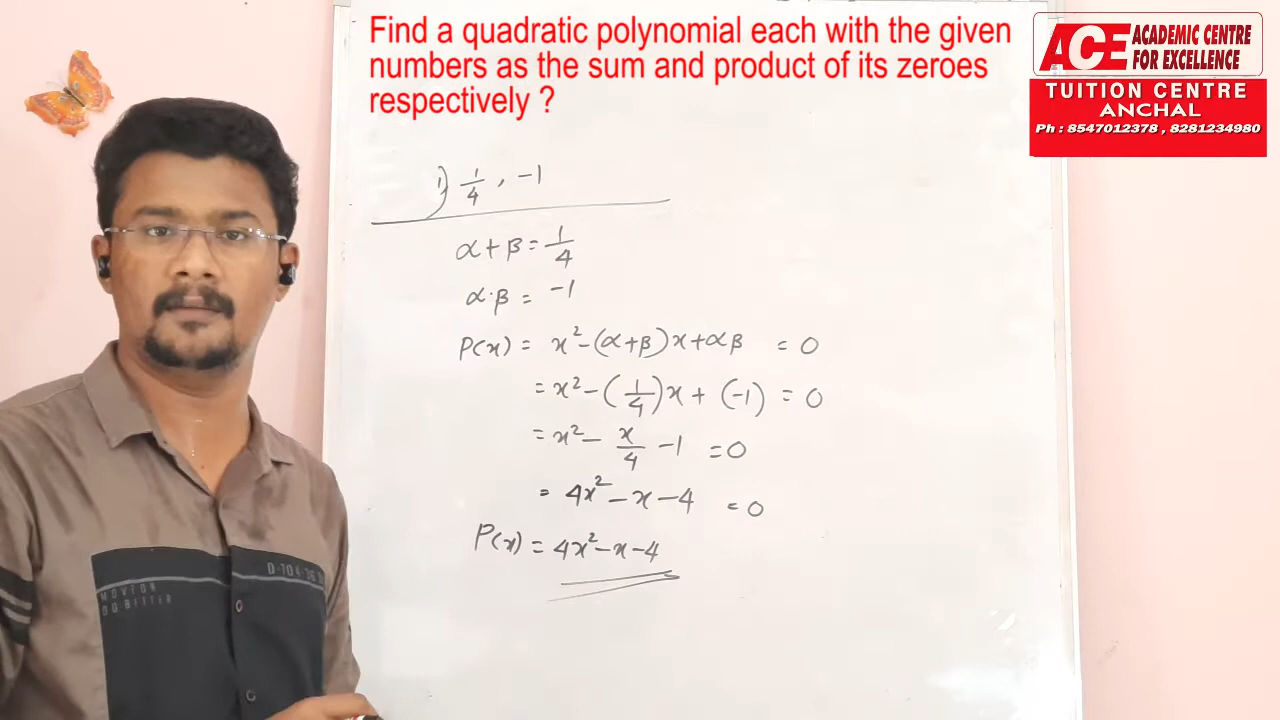 Find a quadratic polynomial each with the given
numbers as the sum and product of its zeroes
respectively ?
ACE ACADEMIC CENTRE
FOR EXCELLENCE
TUITION CENTRE
ANCHAL
Ph : 8547012378 , 8281234980
1) 1/4 , -1
α+β = 1/4
α·β = -1
P(x) = x²-(α+β)x+αβ = 0
= x²-(1/4)x + (-1) = 0
= x²- x/4 -1 = 0
= 4x²-x-4 = 0
P(x) = 4x²-x-4